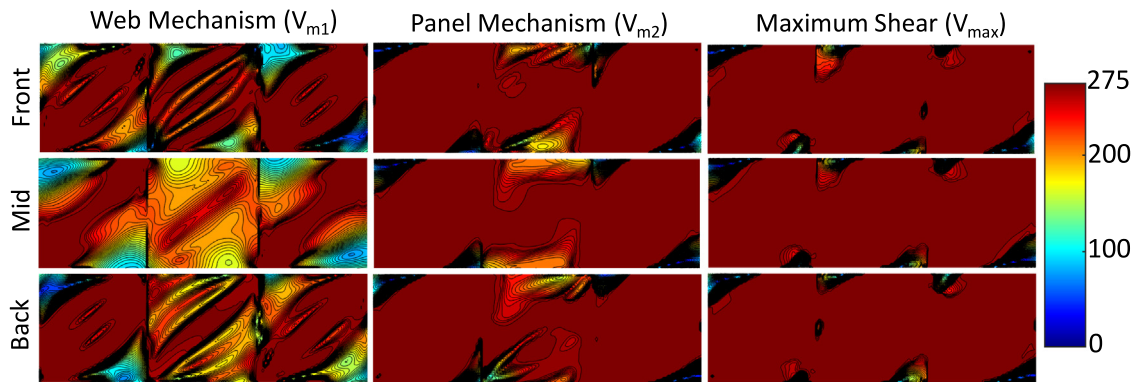 Web Mechanism (Vm1) Panel Mechanism (Vm2) Maximum Shear (Vmax)
Front
Mid
Back
275
200
100
0